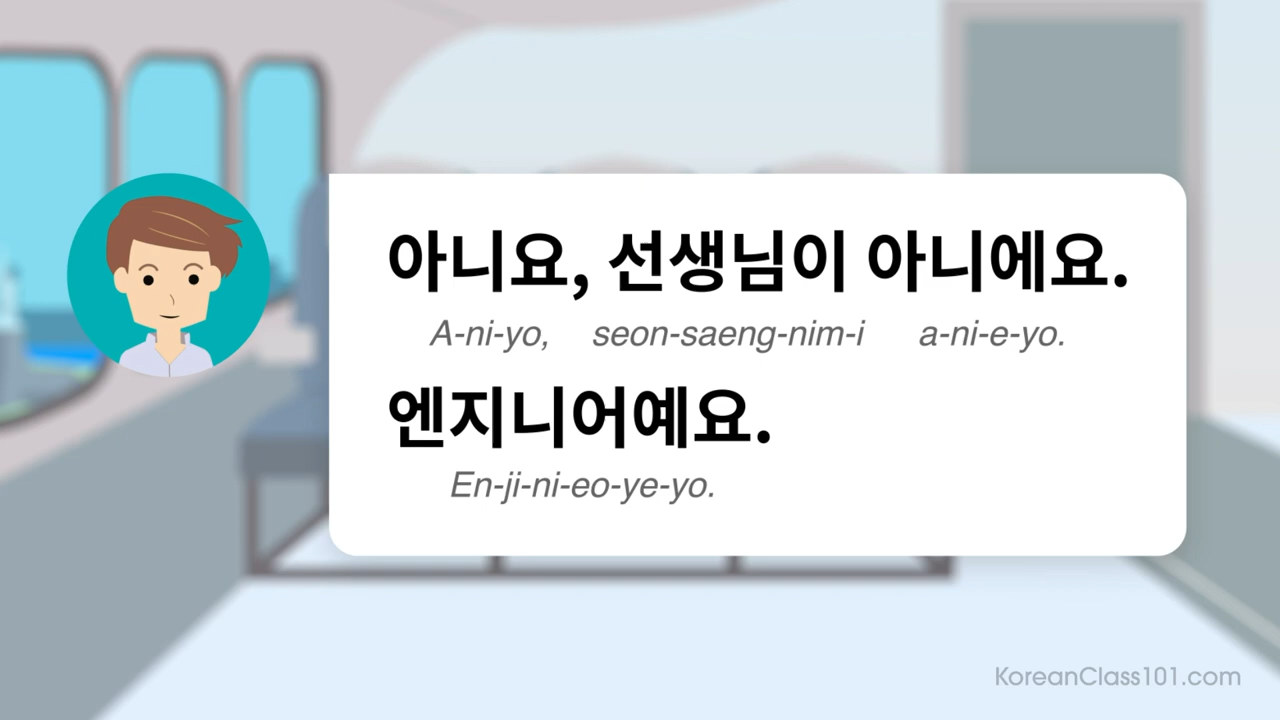 아니요, 선생님이 아니에요.
A-ni-yo, seon-saeng-nim-i a-ni-e-yo.
엔지니어예요.
En-ji-ni-eo-ye-yo.
KoreanClass101.com